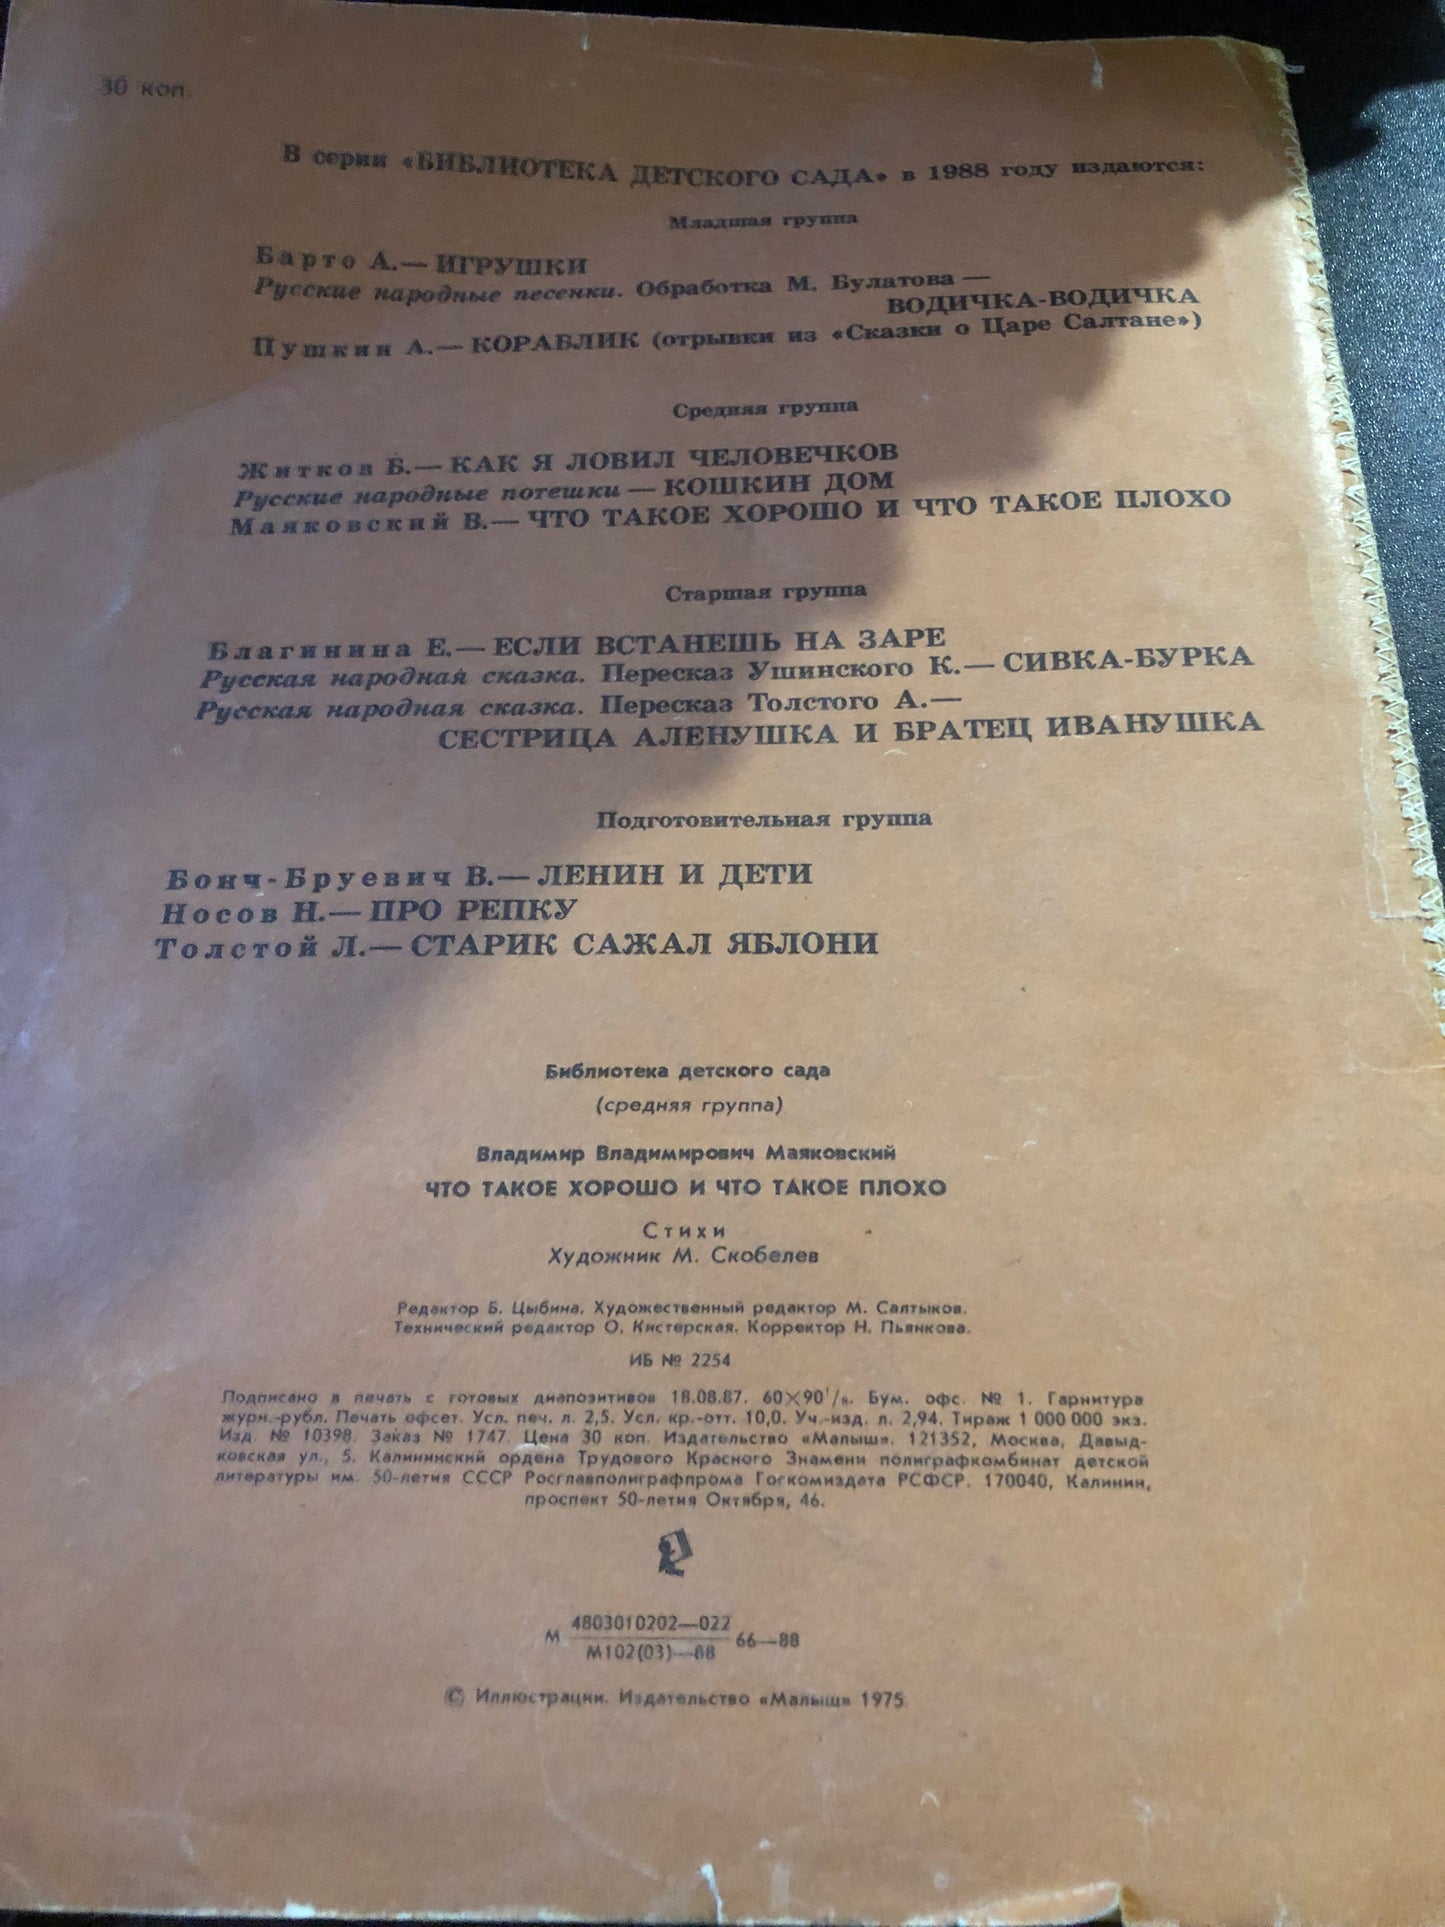 30 коп.
В серии «БИБЛИОТЕКА ДЕТСКОГО САДА» в 1988 году издаются:
Младшая группа
Барто А.— ИГРУШКИ
Русские народные песенки. Обработка М. Булатова —
ВОДИЧКА-ВОДИЧКА
Пушкин А.— КОРАБЛИК (отрывки из «Сказки о Царе Салтане»)
Средняя группа
Житков Б.— КАК Я ЛОВИЛ ЧЕЛОВЕЧКОВ
Русские народные потешки — КОШКИН ДОМ
Маяковский В.— ЧТО ТАКОЕ ХОРОШО И ЧТО ТАКОЕ ПЛОХО
Старшая группа
Благинина Е.— ЕСЛИ ВСТАНЕШЬ НА ЗАРЕ
Русская народная сказка. Пересказ Ушинского К.— СИВКА-БУРКА
Русская народная сказка. Пересказ Толстого А.—
СЕСТРИЦА АЛЕНУШКА И БРАТЕЦ ИВАНУШКА
Подготовительная группа
Бонч-Бруевич В.— ЛЕНИН И ДЕТИ
Носов Н.— ПРО РЕПКУ
Толстой Л.— СТАРИК САЖАЛ ЯБЛОНИ
Библиотека детского сада
(средняя группа)
Владимир Владимирович Маяковский
ЧТО ТАКОЕ ХОРОШО И ЧТО ТАКОЕ ПЛОХО
Стихи
Художник М. Скобелев
Редактор Б. Цыбина. Художественный редактор М. Салтыков.
Технический редактор О. Кистерская. Корректор Н. Пьянкова.
ИБ № 2254
Подписано в печать с готовых диапозитивов 18.08.87. 60×90¹/₈. Бум. офс. № 1. Гарнитура
журн.-рубл. Печать офсет. Усл. печ. л. 2,5. Усл. кр.-отт. 10,0. Уч.-изд. л. 2,94. Тираж 1 000 000 экз.
Изд. № 10398. Заказ № 1747. Цена 30 коп. Издательство «Малыш». 121352, Москва, Давыд-
ковская ул., 5. Калининский ордена Трудового Красного Знамени полиграфкомбинат детской
литературы им. 50-летия СССР Росглавполиграфпрома Госкомиздата РСФСР. 170040, Калинин,
проспект 50-летия Октября, 46.
4803010202—022
М 66—88
М102(03)—88
© Иллюстрации. Издательство «Малыш» 1975